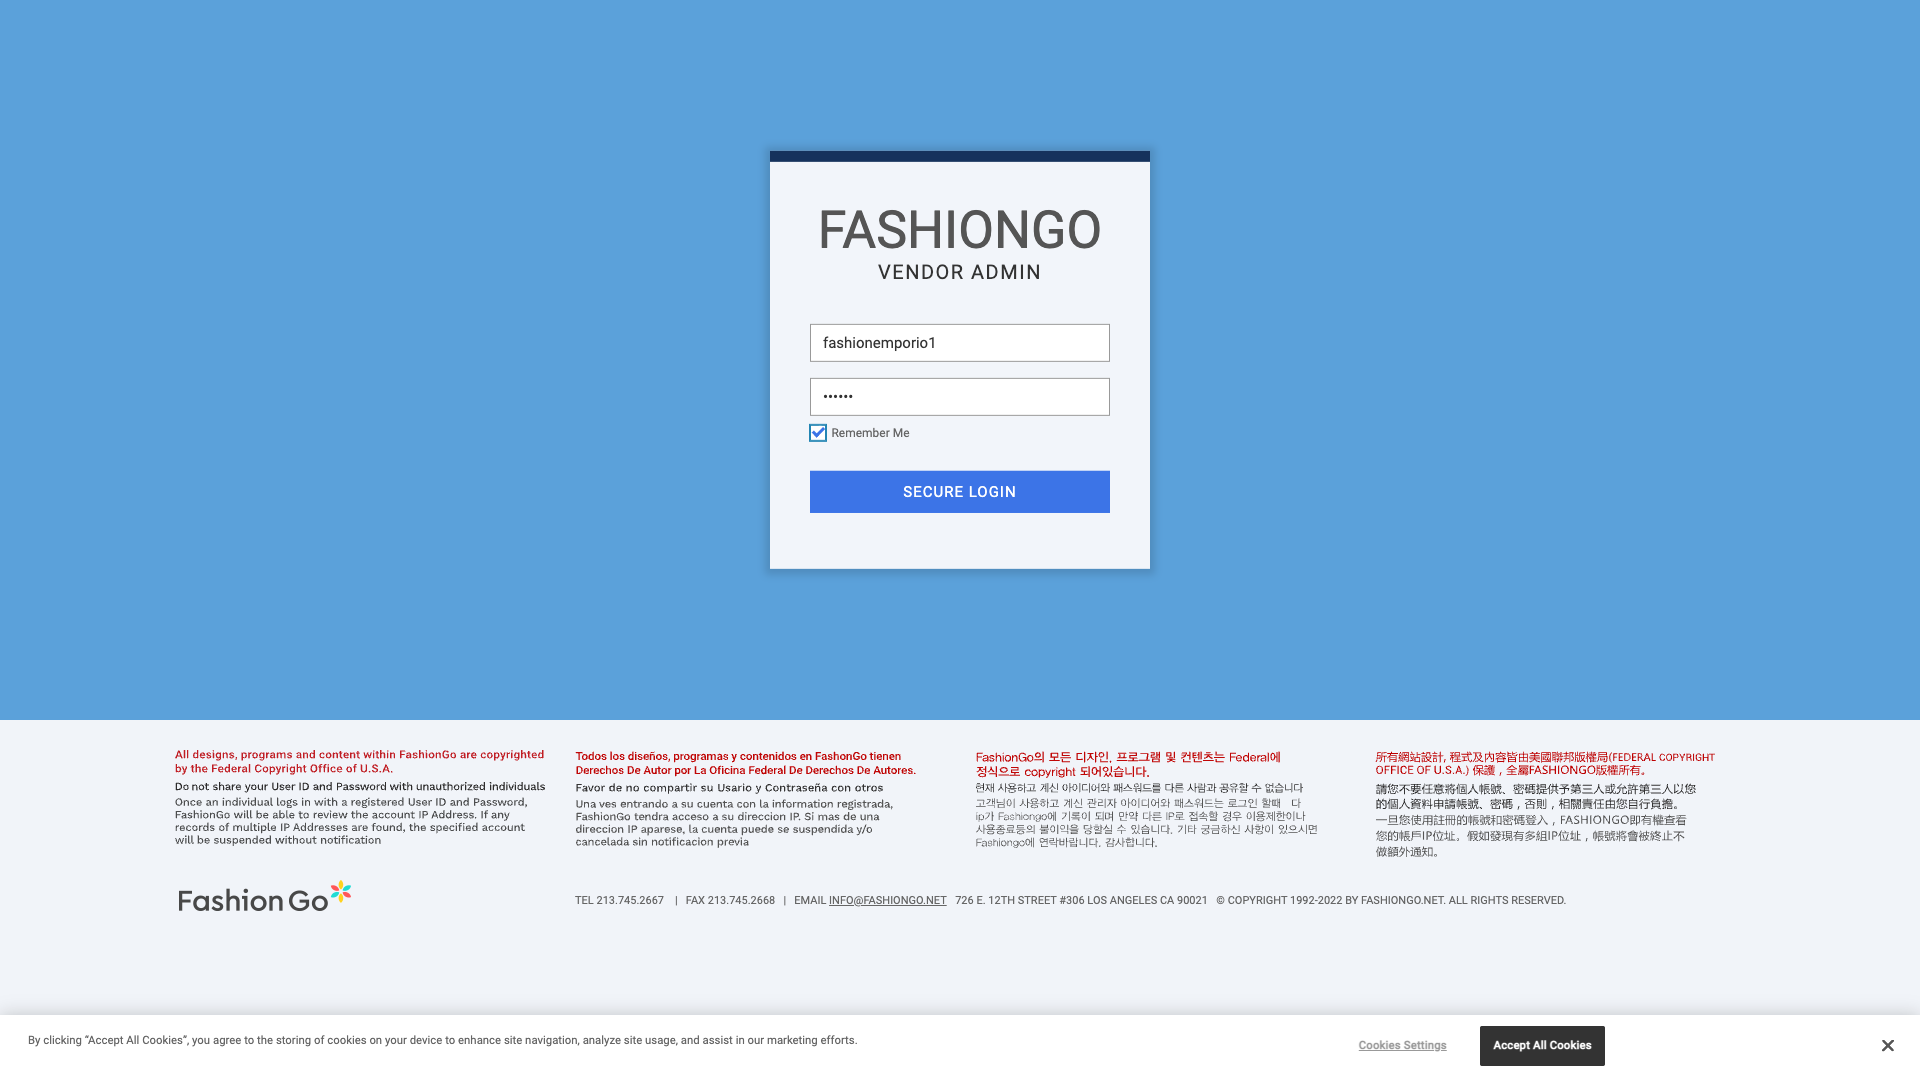 FASHIONGO
VENDOR ADMIN
fashionemporio1
••••••
Remember Me
SECURE LOGIN
All designs, programs and content within FashionGo are copyrighted
by the Federal Copyright Office of U.S.A.
Do not share your User ID and Password with unauthorized individuals
Once an individual logs in with a registered User ID and Password,
FashionGo will be able to review the account IP Address. If any
records of multiple IP Addresses are found, the specified account
will be suspended without notification
Todos los diseños, programas y contenidos en FashonGo tienen
Derechos De Autor por La Oficina Federal De Derechos De Autores.
Favor de no compartir su Usario y Contraseña con otros
Una ves entrando a su cuenta con la information registrada,
FashionGo tendra acceso a su direccion IP. Si mas de una
direccion IP aparese, la cuenta puede se suspendida y/o
cancelada sin notificacion previa
FashionGo의 모든 디자인, 프로그램 및 컨텐츠는 Federal에
정식으로 copyright 되어있습니다.
현재 사용하고 계신 아이디어와 패스워드를 다른 사람과 공유할 수 없습니다
고객님이 사용하고 계신 관리자 아이디어와 패스워드는 로그인 할때 다
ip가 Fashiongo에 기록이 되며 만약 다른 IP로 접속할 경우 이용제한이나
사용종료등의 불이익을 당할실 수 있습니다. 기타 궁금하신 사항이 있으시면
Fashiongo에 연락바랍니다. 감사합니다.
所有網站設計, 程式及內容皆由美國聯邦版權局(FEDERAL COPYRIGHT
OFFICE OF U.S.A.) 保護，全屬FASHIONGO版權所有。
請您不要任意將個人帳號、密碼提供予第三人或允許第三人以您
的個人資料申請帳號、密碼，否則，相關責任由您自行負擔。
一旦您使用註冊的帳號和密碼登入，FASHIONGO即有權查看
您的帳戶IP位址。假如發現有多組IP位址，帳號將會被終止不
做額外通知。
Fashion Go
TEL 213.745.2667 | FAX 213.745.2668 | EMAIL INFO@FASHIONGO.NET 726 E. 12TH STREET #306 LOS ANGELES CA 90021 © COPYRIGHT 1992-2022 BY FASHIONGO.NET. ALL RIGHTS RESERVED.
By clicking “Accept All Cookies”, you agree to the storing of cookies on your device to enhance site navigation, analyze site usage, and assist in our marketing efforts.
Cookies Settings
Accept All Cookies